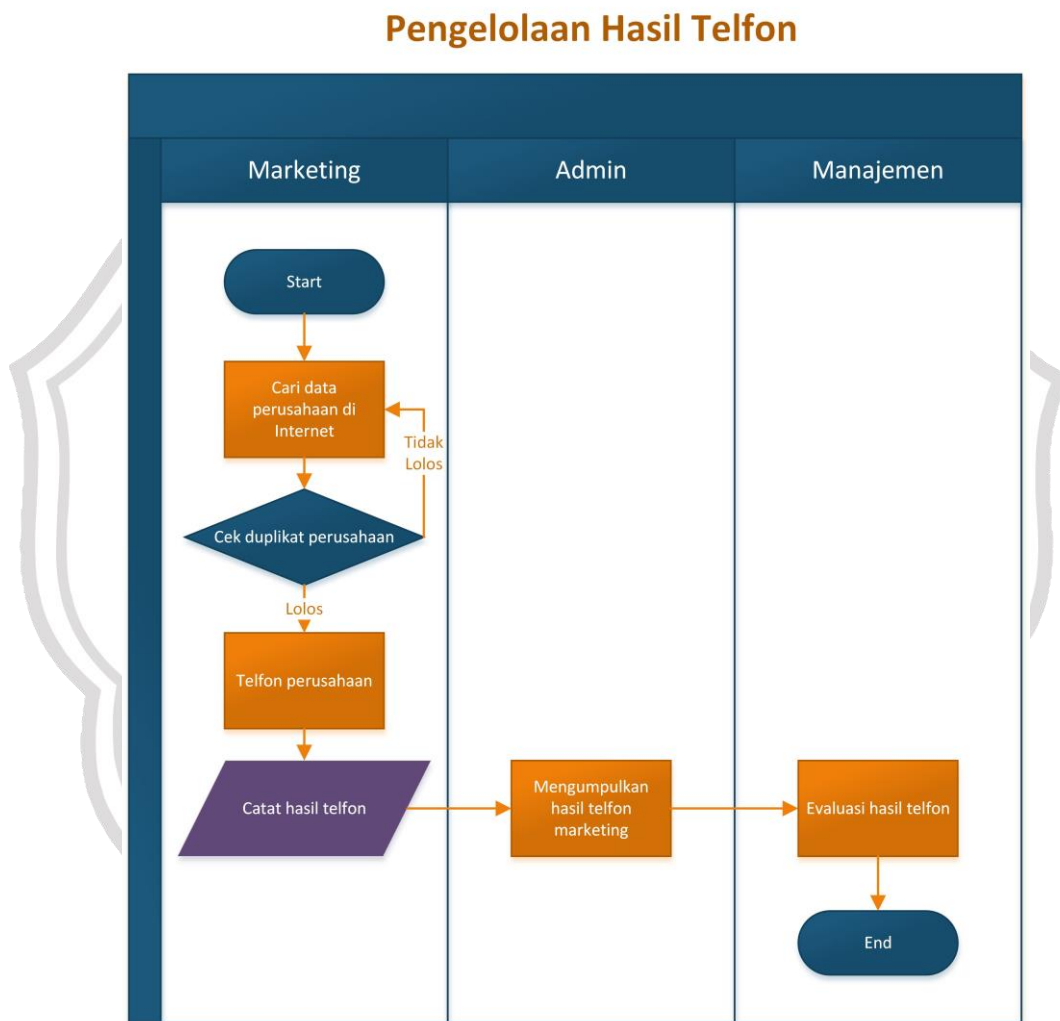 Pengelolaan Hasil Telfon
Marketing
Admin
Manajemen
Start
Cari data
perusahaan di
Internet
Tidak
Lolos
Cek duplikat perusahaan
Lolos
Telfon perusahaan
Catat hasil telfon
Mengumpulkan
hasil telfon
marketing
Evaluasi hasil telfon
End